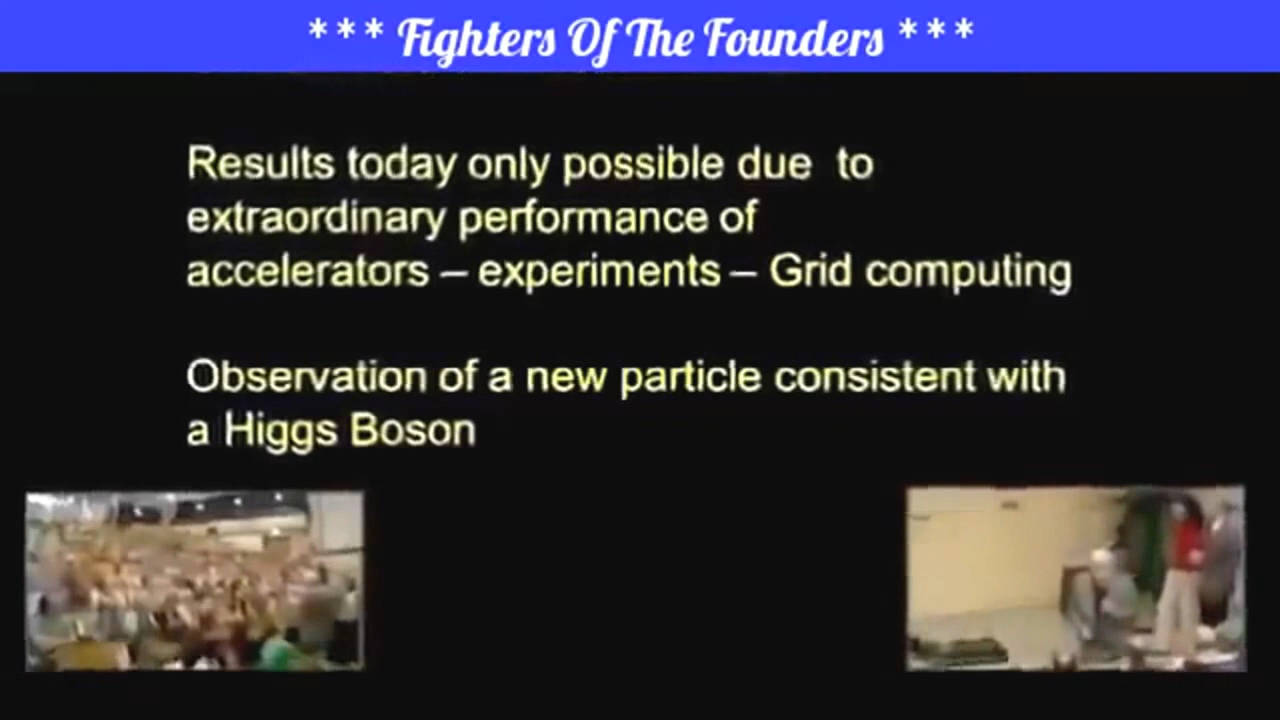 *** Fighters Of The Founders ***
Results today only possible due to
extraordinary performance of
accelerators – experiments – Grid computing
Observation of a new particle consistent with
a Higgs Boson